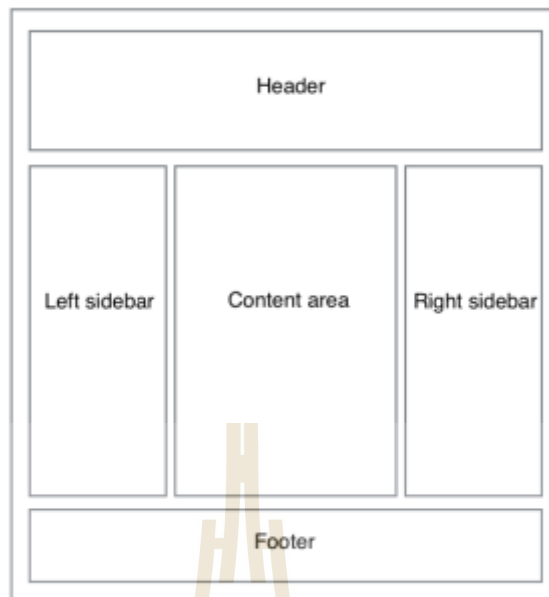 Header
Left sidebar
Content area
Right sidebar
Footer